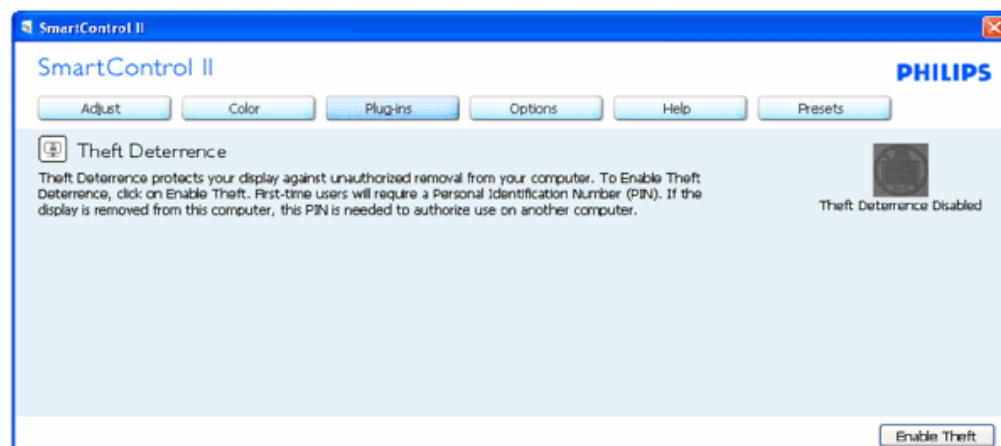 SmartControl II
SmartControl II
PHILIPS
Adjust Color Plug-ins Options Help Presets
Theft Deterrence
Theft Deterrence protects your display against unauthorized removal from your computer. To Enable Theft
Deterrence, click on Enable Theft. First-time users will require a Personal Identification Number (PIN). If the
display is removed from this computer, this PIN is needed to authorize use on another computer.
Theft Deterrence Disabled
Enable Theft